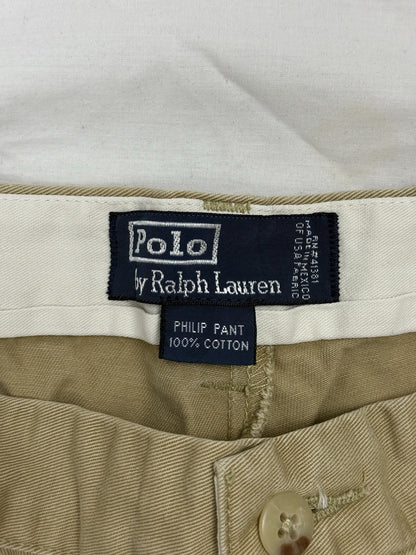 Polo
by Ralph Lauren
RN#41381
MADE IN MEXICO
OF U.S.A. FABRIC
PHILIP PANT
100% COTTON